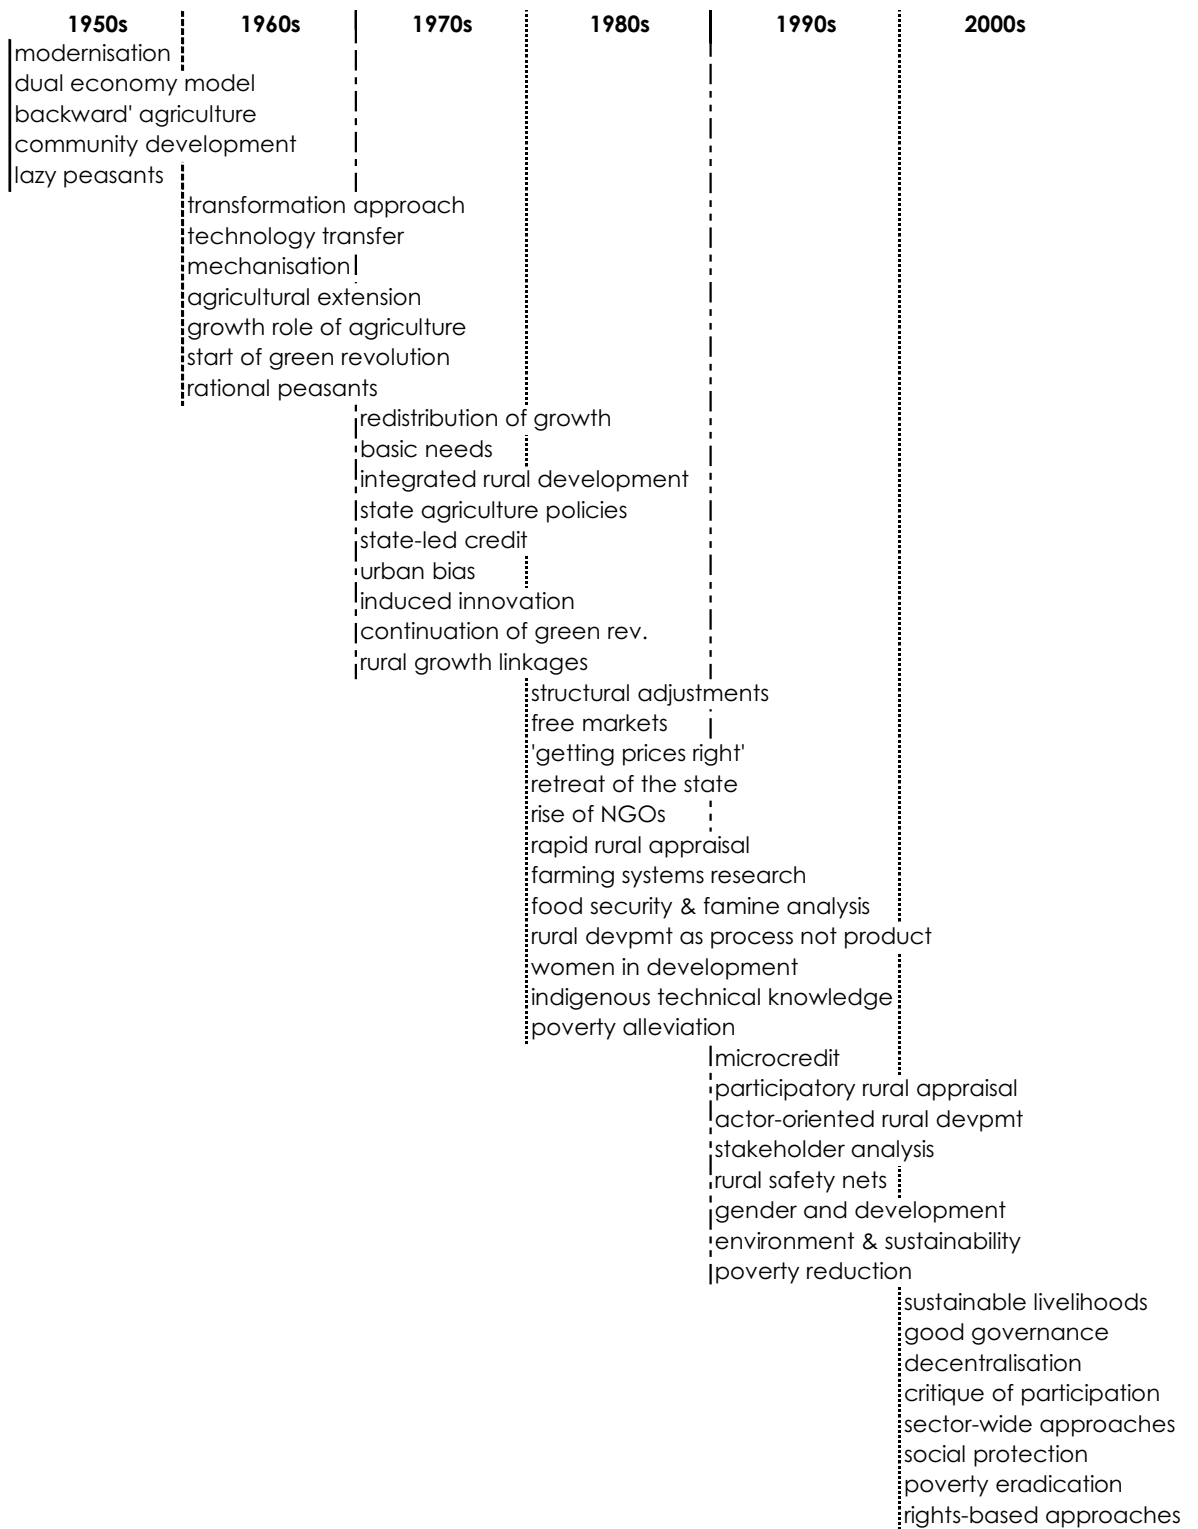 1950s 1960s 1970s 1980s 1990s 2000s
modernisation
dual economy model
backward' agriculture
community development
lazy peasants
transformation approach
technology transfer
mechanisation
agricultural extension
growth role of agriculture
start of green revolution
rational peasants
redistribution of growth
basic needs
integrated rural development
state agriculture policies
state-led credit
urban bias
induced innovation
continuation of green rev.
rural growth linkages
structural adjustments
free markets
'getting prices right'
retreat of the state
rise of NGOs
rapid rural appraisal
farming systems research
food security & famine analysis
rural devpmt as process not product
women in development
indigenous technical knowledge
poverty alleviation
microcredit
participatory rural appraisal
actor-oriented rural devpmt
stakeholder analysis
rural safety nets
gender and development
environment & sustainability
poverty reduction
sustainable livelihoods
good governance
decentralisation
critique of participation
sector-wide approaches
social protection
poverty eradication
rights-based approaches